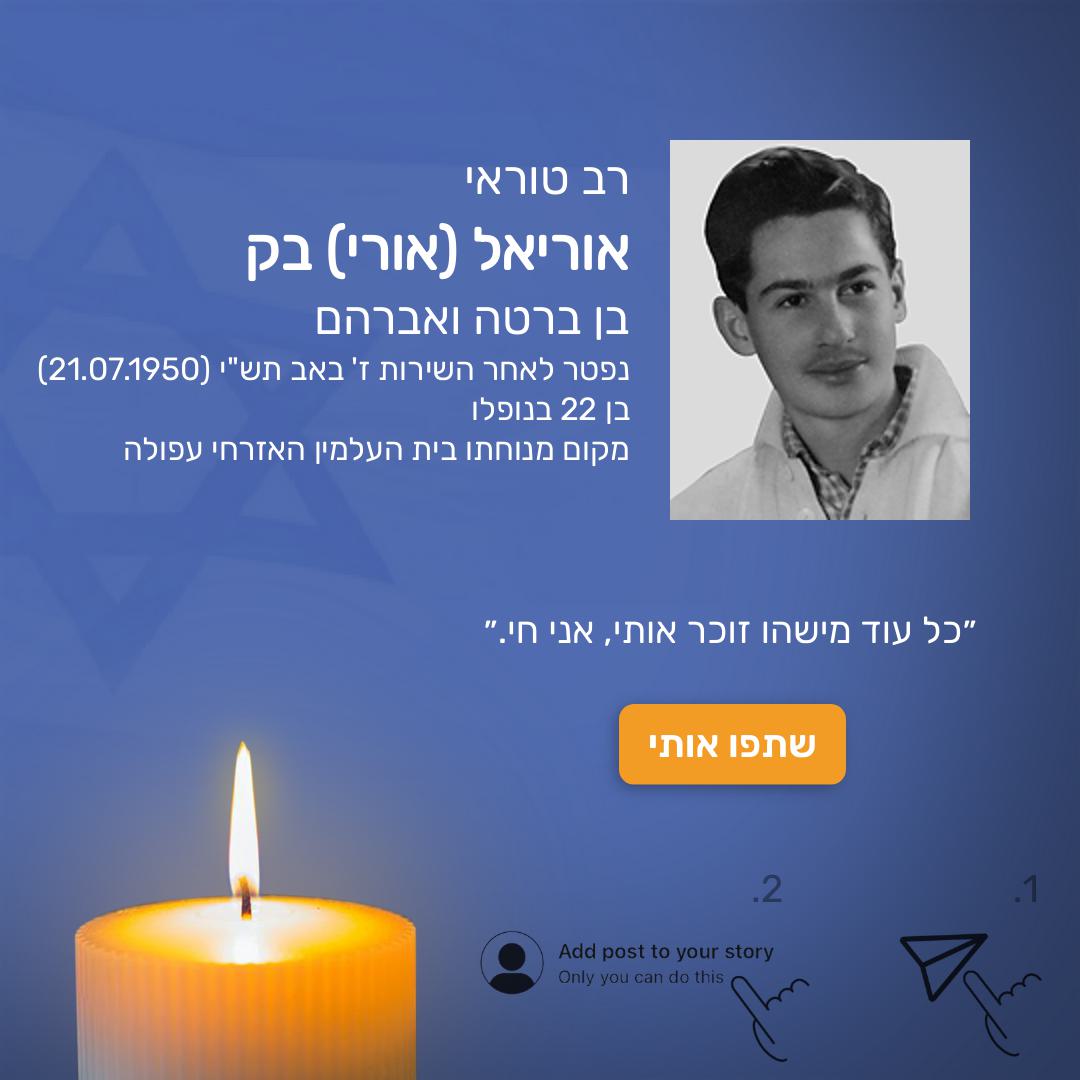 רב טוראי
אוריאל (אורי) בק
בן ברטה ואברהם
נפטר לאחר השירות ז' באב תש"י (21.07.1950)
בן 22 בנופלו
מקום מנוחתו בית העלמין האזרחי עפולה
״כל עוד מישהו זוכר אותי, אני חי.״
שתפו אותי
.1
.2
Add post to your story
Only you can do this